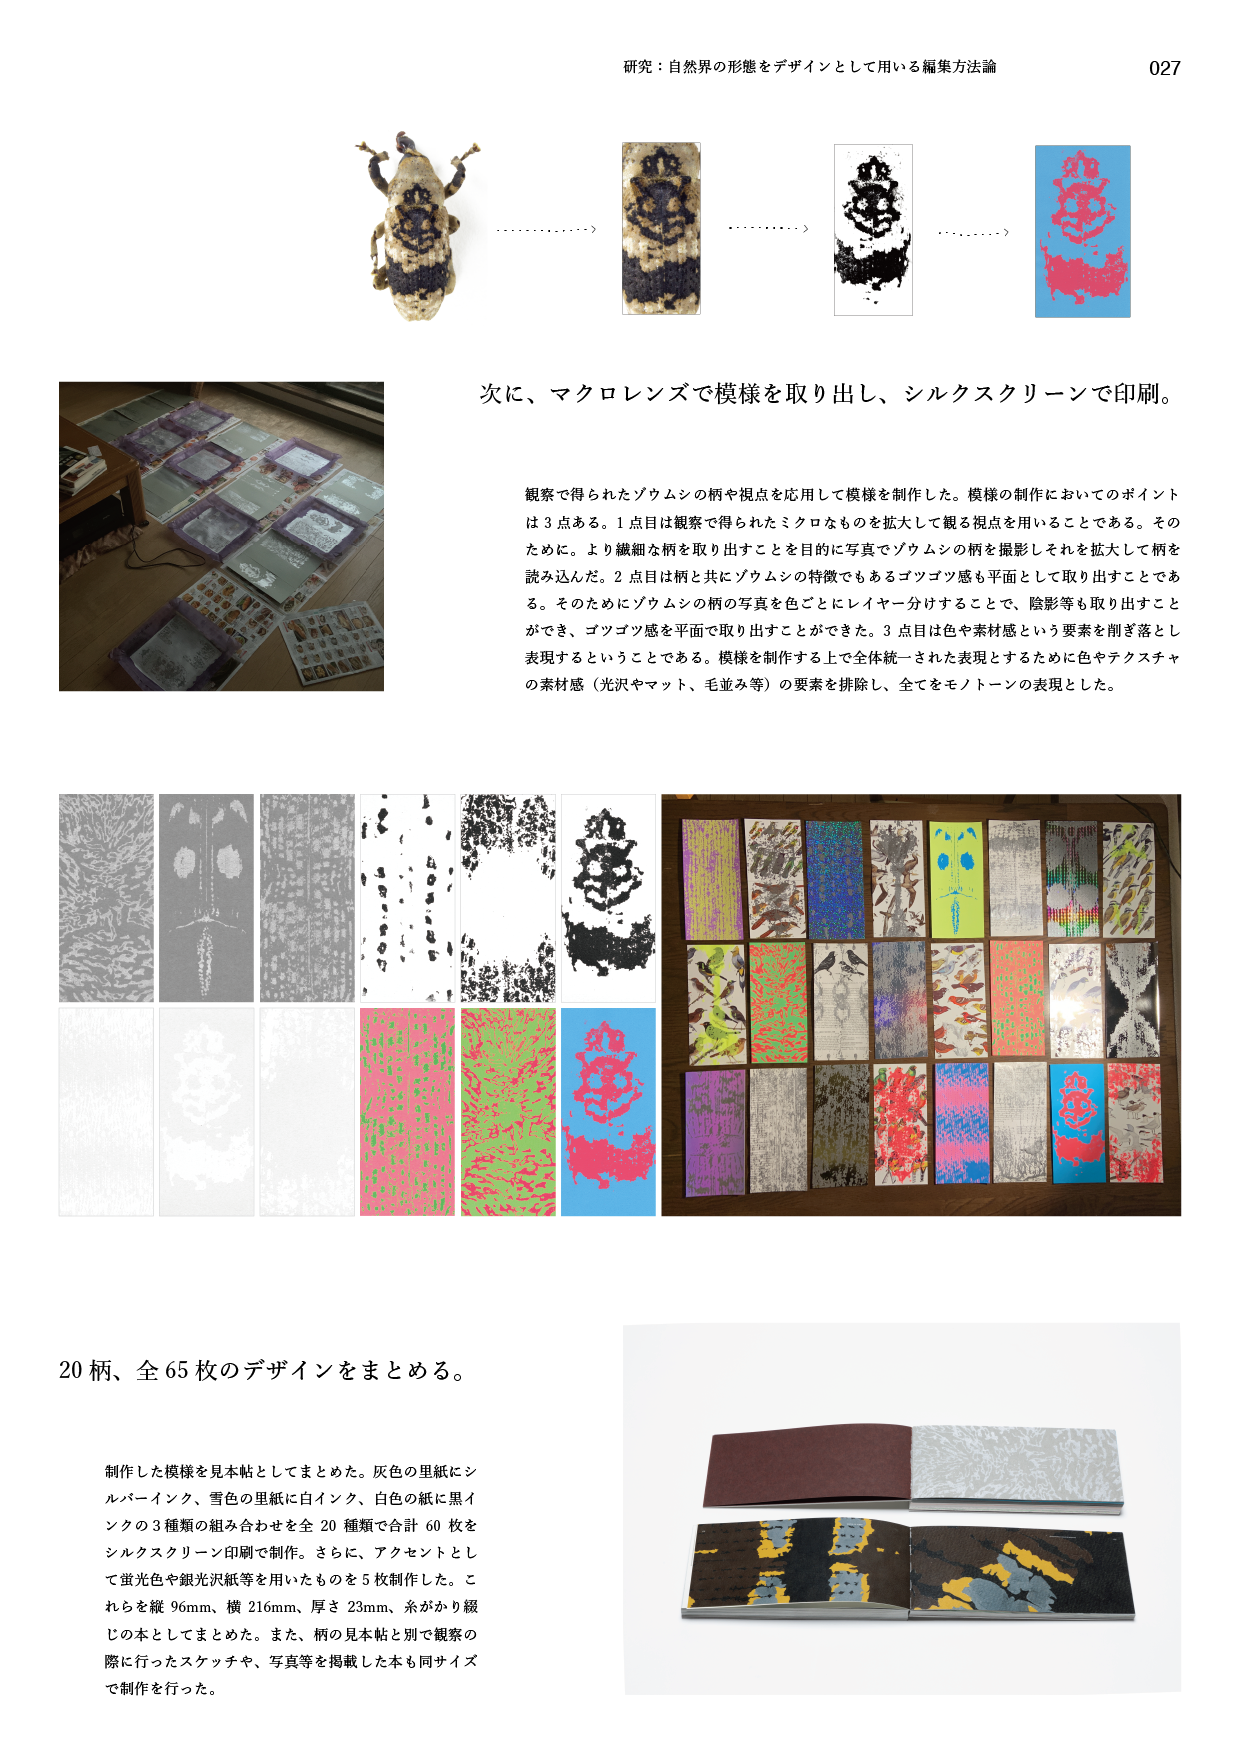 研究：自然界の形態をデザインとして用いる編集方法論
027
次に、マクロレンズで模様を取り出し、シルクスクリーンで印刷。
観察で得られたゾウムシの柄や視点を応用して模様を制作した。模様の制作においてのポイント
は 3 点ある。1 点目は観察で得られたミクロなものを拡大して観る視点を用いることである。その
ために。より繊細な柄を取り出すことを目的に写真でゾウムシの柄を撮影しそれを拡大して柄を
読み込んだ。2 点目は柄と共にゾウムシの特徴でもあるゴツゴツ感も平面として取り出すことであ
る。そのためにゾウムシの柄の写真を色ごとにレイヤー分けすることで、陰影等も取り出すこと
ができ、ゴツゴツ感を平面で取り出すことができた。3 点目は色や素材感という要素を削ぎ落とし
表現するということである。模様を制作する上で全体統一された表現とするために色やテクスチャ
の素材感（光沢やマット、毛並み等）の要素を排除し、全てをモノトーンの表現とした。
20 柄、全 65 枚のデザインをまとめる。
制作した模様を見本帖としてまとめた。灰色の里紙にシ
ルバーインク、雪色の里紙に白インク、白色の紙に黒イ
ンクの 3 種類の組み合わせを全 20 種類で合計 60 枚を
シルクスクリーン印刷で制作。さらに、アクセントとし
て蛍光色や銀光沢紙等を用いたものを 5 枚制作した。こ
れらを縦 96mm、横 216mm、厚さ 23mm、糸がかり綴
じの本としてまとめた。また、柄の見本帖と別で観察の
際に行ったスケッチや、写真等を掲載した本も同サイズ
で制作を行った。